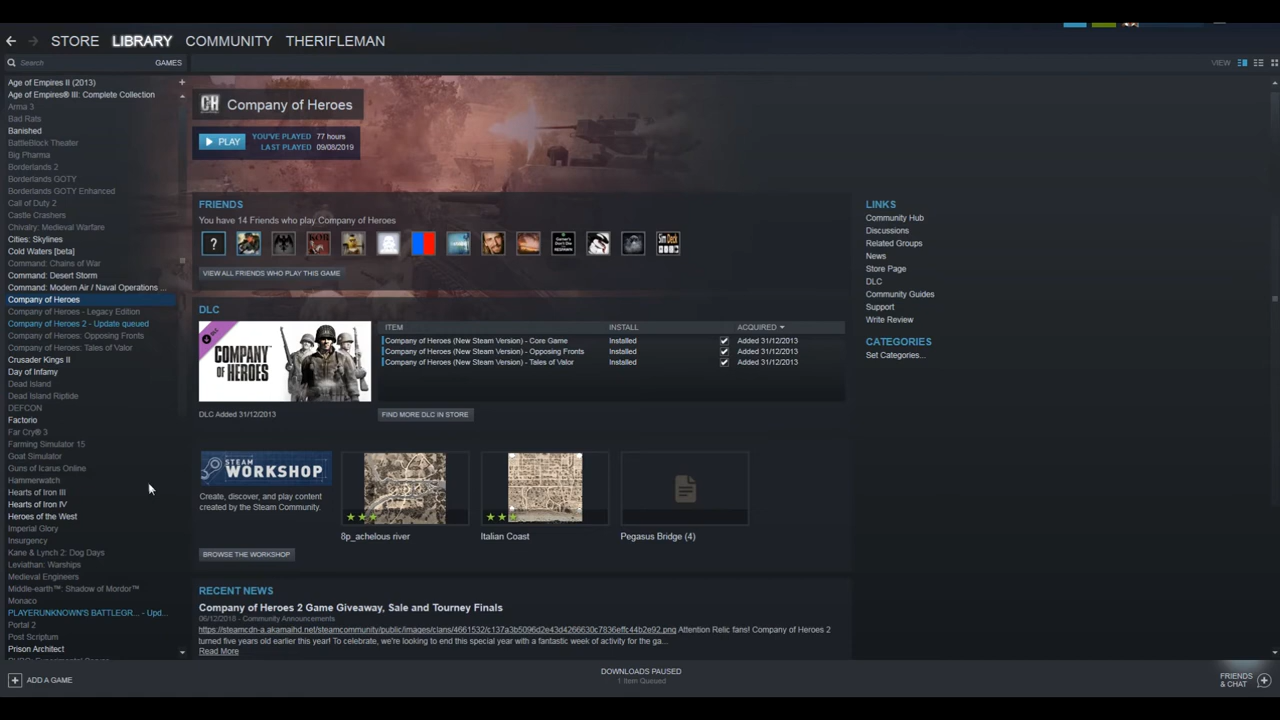 STORE LIBRARY COMMUNITY THERIFLEMAN
Search GAMES VIEW
Age of Empires II (2013)
Age of Empires® III: Complete Collection
Arma 3
Bad Rats
Banished
BattleBlock Theater
Big Pharma
Borderlands 2
Borderlands GOTY
Borderlands GOTY Enhanced
Call of Duty 2
Castle Crashers
Chivalry: Medieval Warfare
Cities: Skylines
Cold Waters [beta]
Command: Chains of War
Command: Desert Storm
Command: Modern Air / Naval Operations ...
Company of Heroes
Company of Heroes - Legacy Edition
Company of Heroes 2 - Update queued
Company of Heroes: Opposing Fronts
Company of Heroes: Tales of Valor
Crusader Kings II
Day of Infamy
Dead Island
Dead Island Riptide
DEFCON
Factorio
Far Cry® 3
Farming Simulator 15
Goat Simulator
Guns of Icarus Online
Hammerwatch
Hearts of Iron III
Hearts of Iron IV
Heroes of the West
Imperial Glory
Insurgency
Kane & Lynch 2: Dog Days
Leviathan: Warships
Medieval Engineers
Middle-earth™: Shadow of Mordor™
Monaco
PLAYERUNKNOWN'S BATTLEGR... - Upd...
Portal 2
Post Scriptum
Prison Architect
ADD A GAME
CH Company of Heroes
PLAY YOU'VE PLAYED 77 hours
LAST PLAYED 09/08/2019
FRIENDS
You have 14 Friends who play Company of Heroes
?
VIEW ALL FRIENDS WHO PLAY THIS GAME
DLC
COMPANY OF HEROES
ITEM INSTALL ACQUIRED
Company of Heroes (New Steam Version) - Core Game Installed Added 31/12/2013
Company of Heroes (New Steam Version) - Opposing Fronts Installed Added 31/12/2013
Company of Heroes (New Steam Version) - Tales of Valor Installed Added 31/12/2013
DLC Added 31/12/2013 FIND MORE DLC IN STORE
STEAM WORKSHOP
Create, discover, and play content
created by the Steam Community.
8p_achelous river Italian Coast Pegasus Bridge (4)
BROWSE THE WORKSHOP
RECENT NEWS
Company of Heroes 2 Game Giveaway, Sale and Tourney Finals
06/12/2018 - Community Announcements
https://steamcdn-a.akamaihd.net/steamcommunity/public/images/clans/4661532/c137a3b5096d2e43d4266630c7836effc44b2e92.png Attention Relic fans! Company of Heroes 2
turned five years old earlier this year! To celebrate, we're looking to end this special year with a fantastic week of activity for the ga...
Read More
LINKS
Community Hub
Discussions
Related Groups
News
Store Page
DLC
Community Guides
Support
Write Review
CATEGORIES
Set Categories...
DOWNLOADS PAUSED
1 Item Queued
FRIENDS
& CHAT